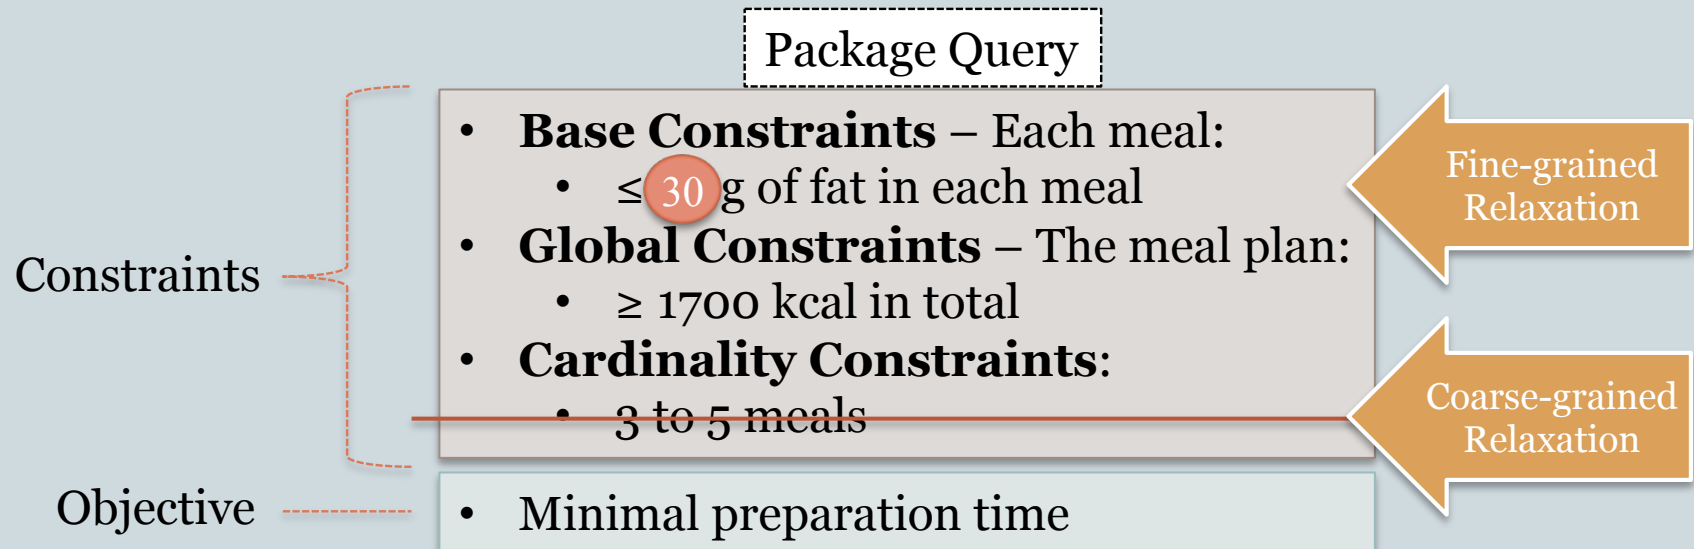 Package Query
Constraints
• Base Constraints – Each meal:
• ≤ 30 g of fat in each meal
• Global Constraints – The meal plan:
• ≥ 1700 kcal in total
• Cardinality Constraints:
• 3 to 5 meals
Fine-grained
Relaxation
Coarse-grained
Relaxation
Objective
• Minimal preparation time